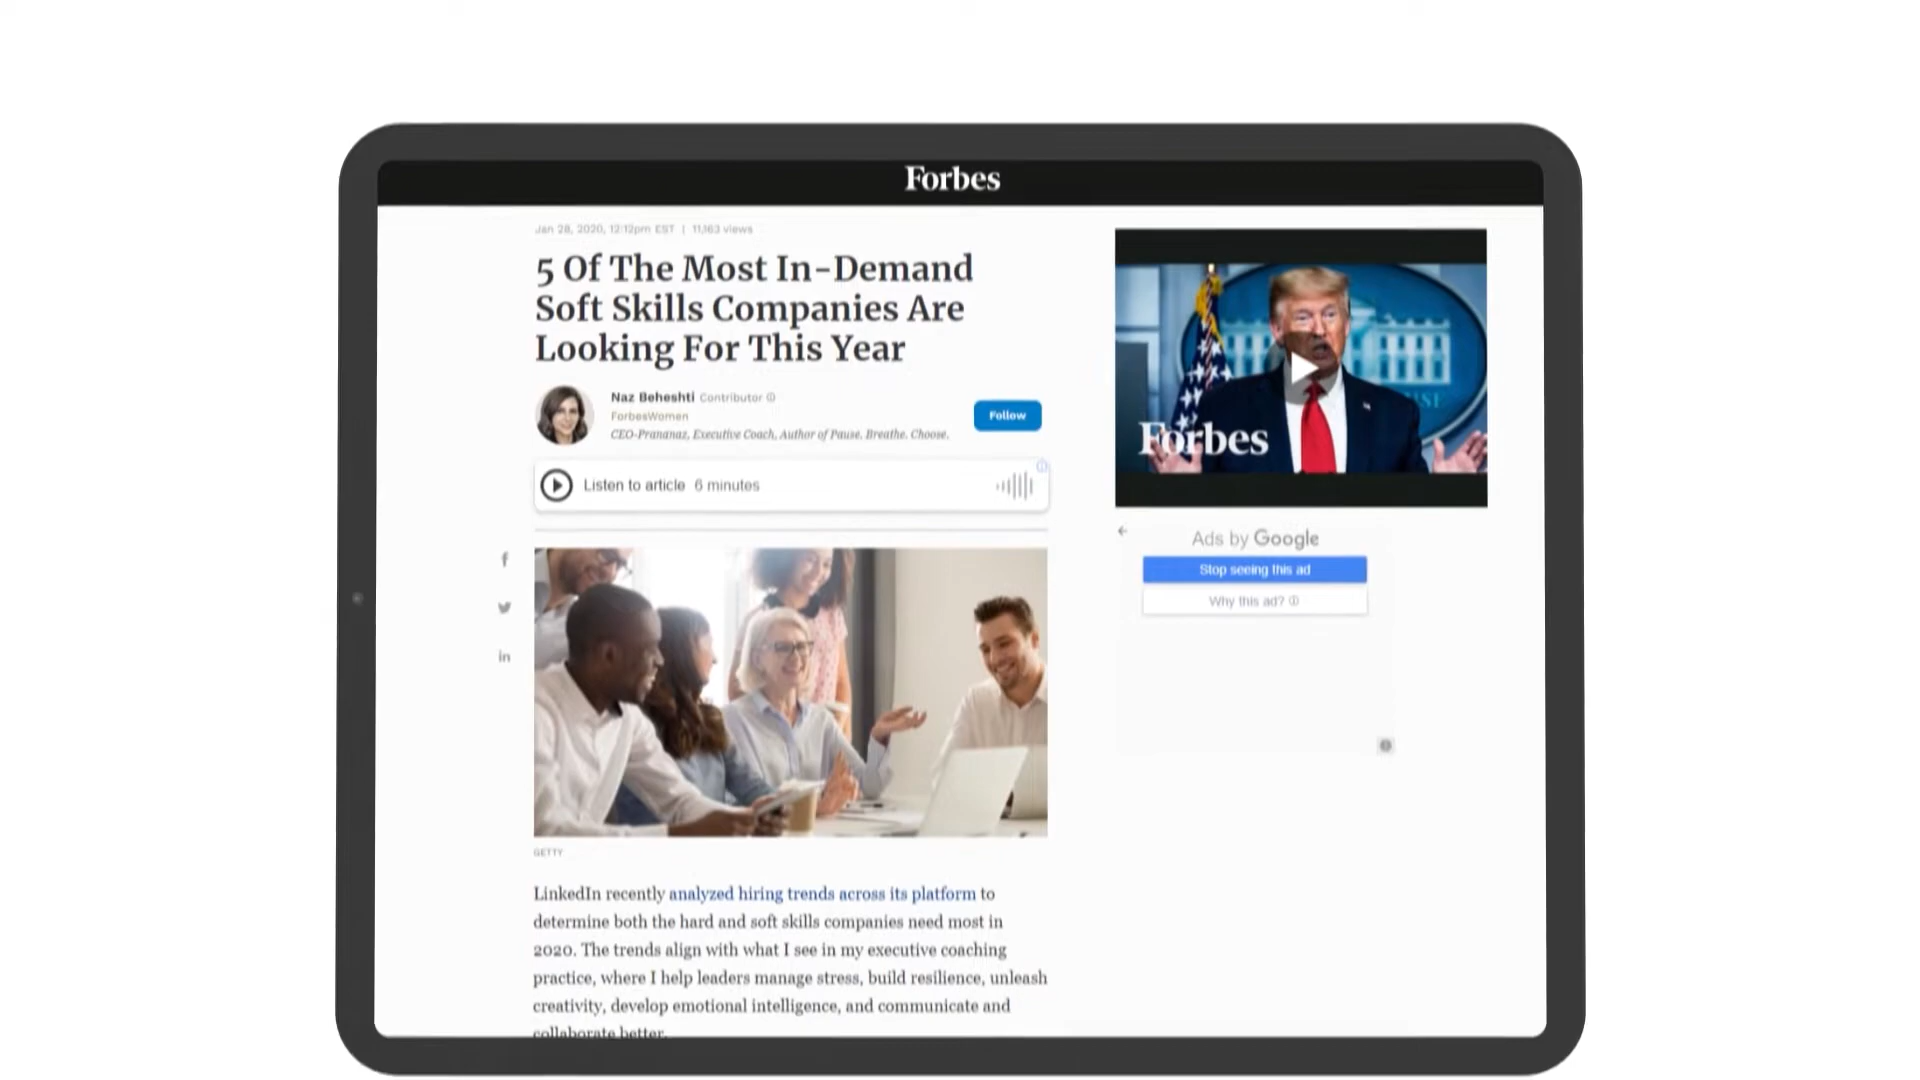 Forbes
Jan 28, 2020, 12:12pm EST | 11,163 views
5 Of The Most In-Demand
Soft Skills Companies Are
Looking For This Year
Naz Beheshti Contributor
ForbesWomen
CEO-Prananaz, Executive Coach, Author of Pause. Breathe. Choose.
Follow
Listen to article 6 minutes
f
in
GETTY
LinkedIn recently analyzed hiring trends across its platform to
determine both the hard and soft skills companies need most in
2020. The trends align with what I see in my executive coaching
practice, where I help leaders manage stress, build resilience, unleash
creativity, develop emotional intelligence, and communicate and
collaborate better.
Forbes
Ads by Google
Stop seeing this ad
Why this ad?